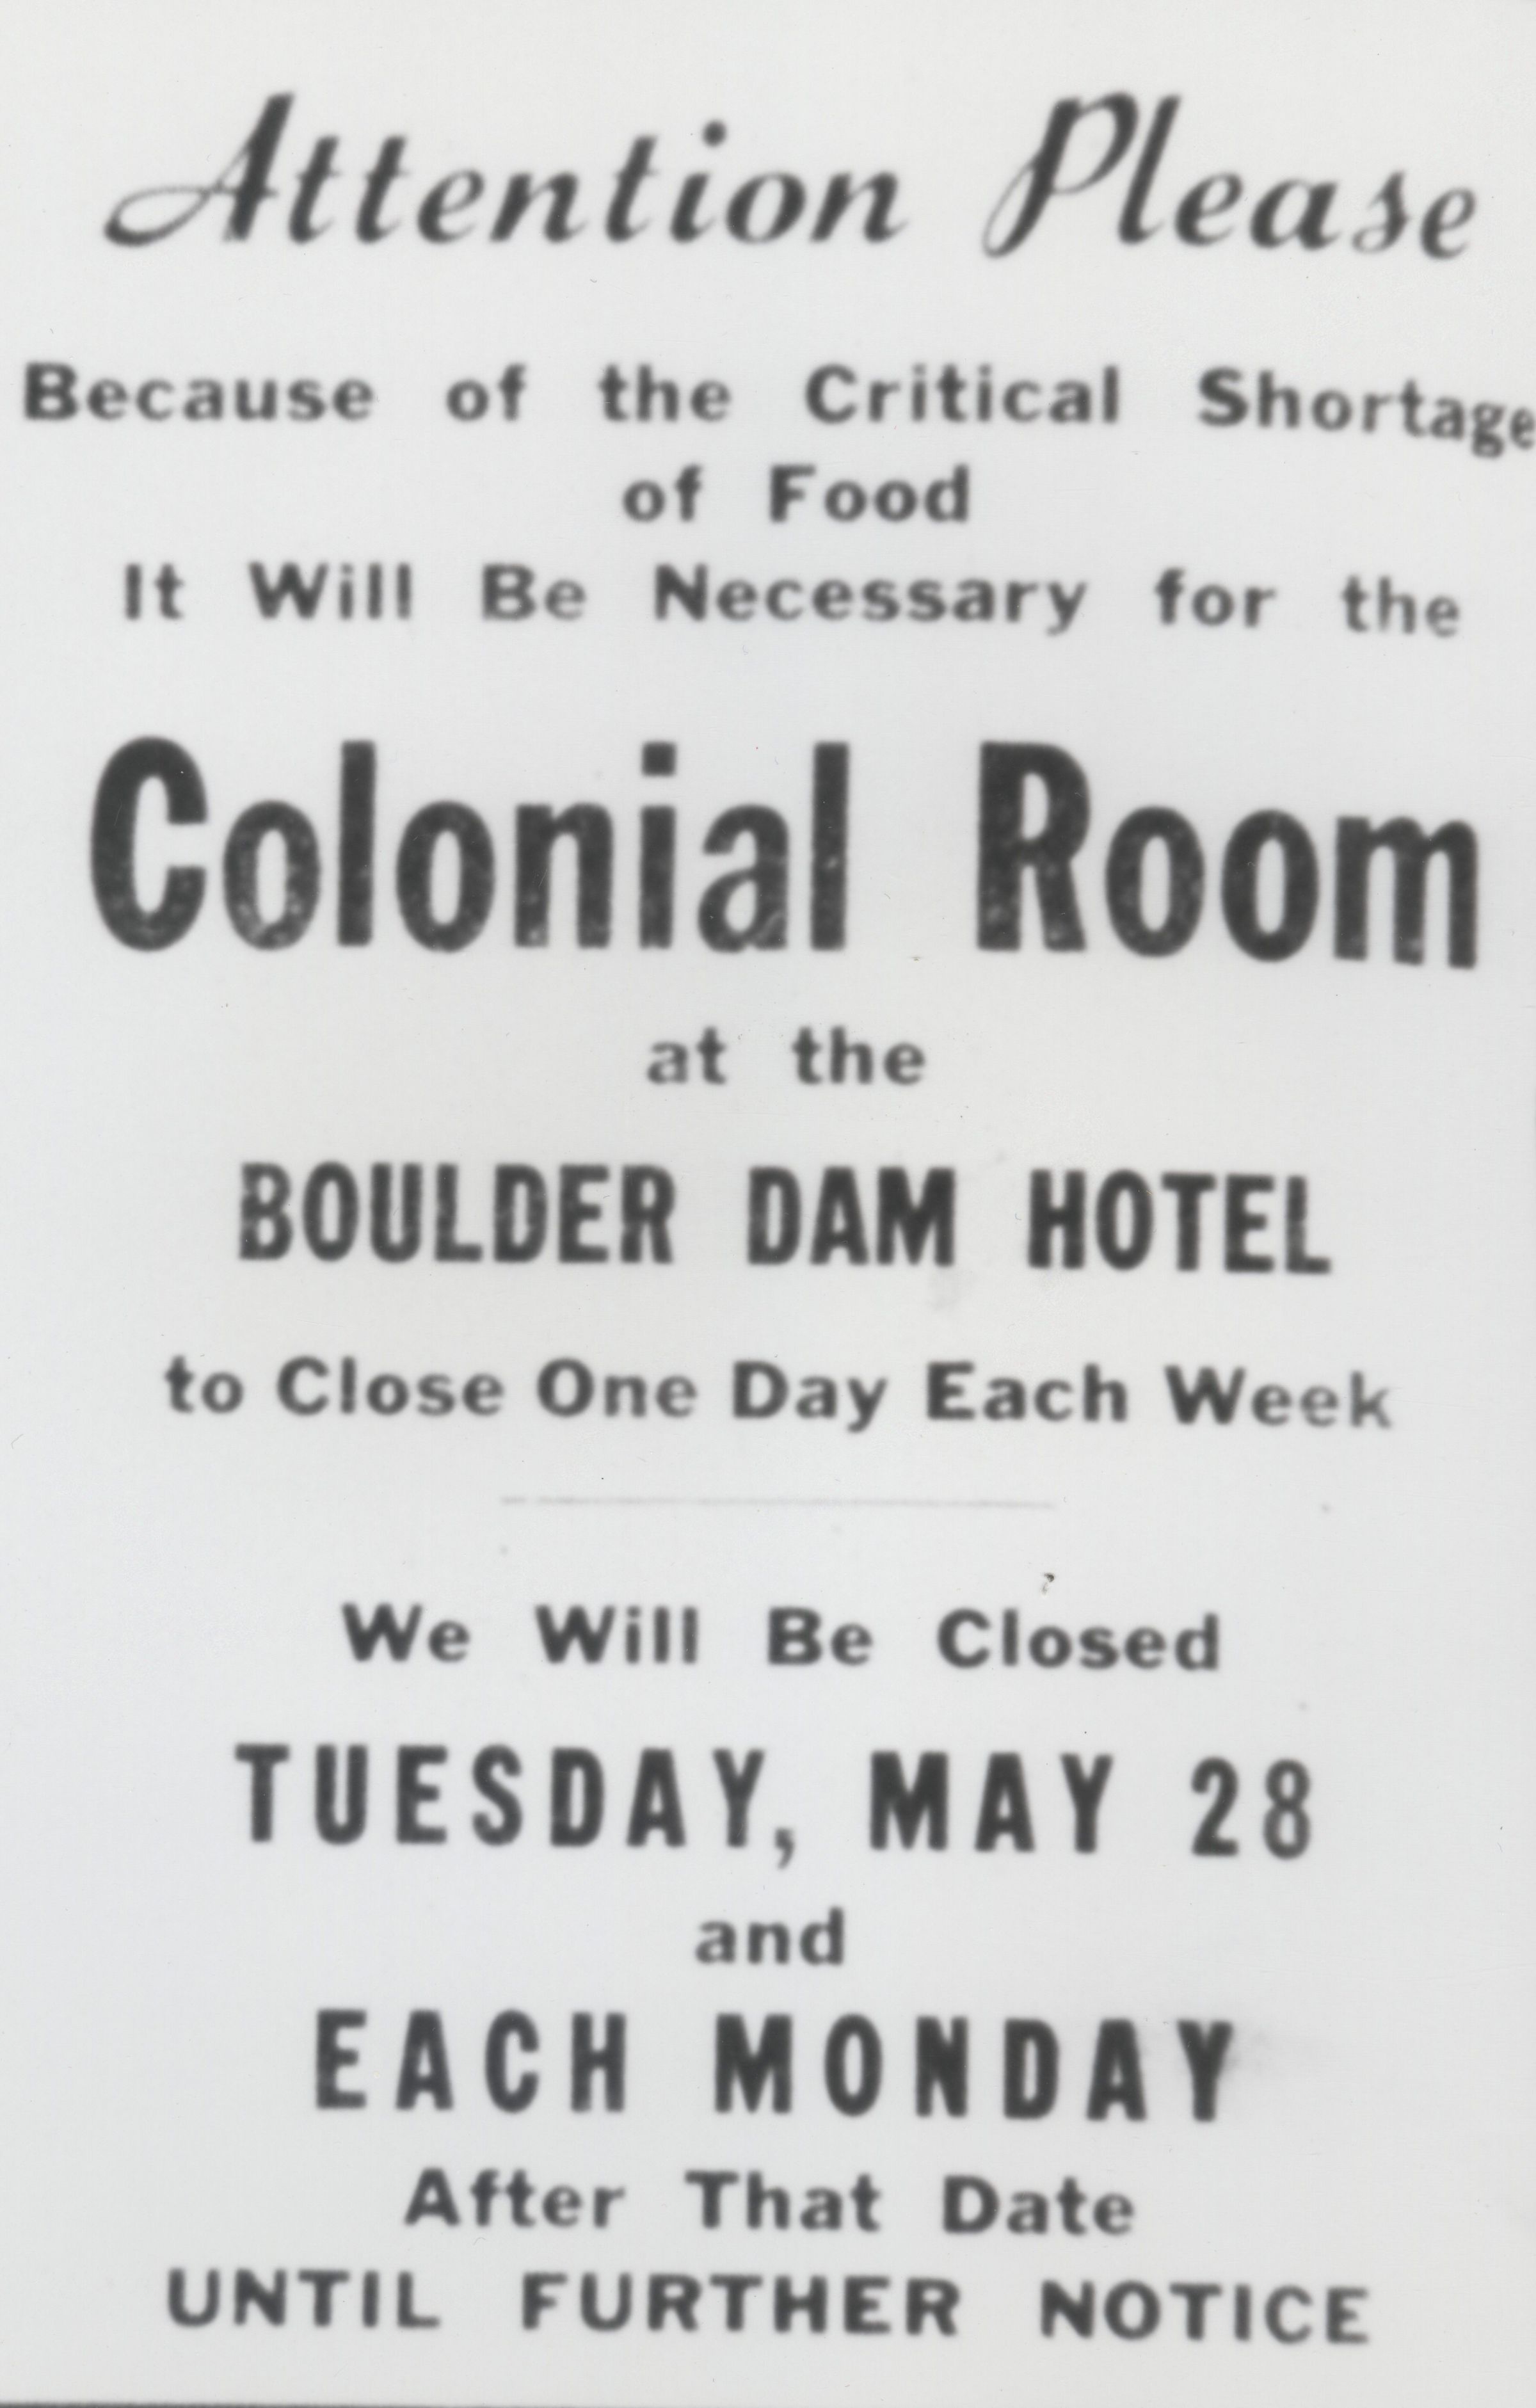 Attention Please
Because of the Critical Shortage
of Food
It Will Be Necessary for the
Colonial Room
at the
BOULDER DAM HOTEL
to Close One Day Each Week
We Will Be Closed
TUESDAY, MAY 28
and
EACH MONDAY
After That Date
UNTIL FURTHER NOTICE